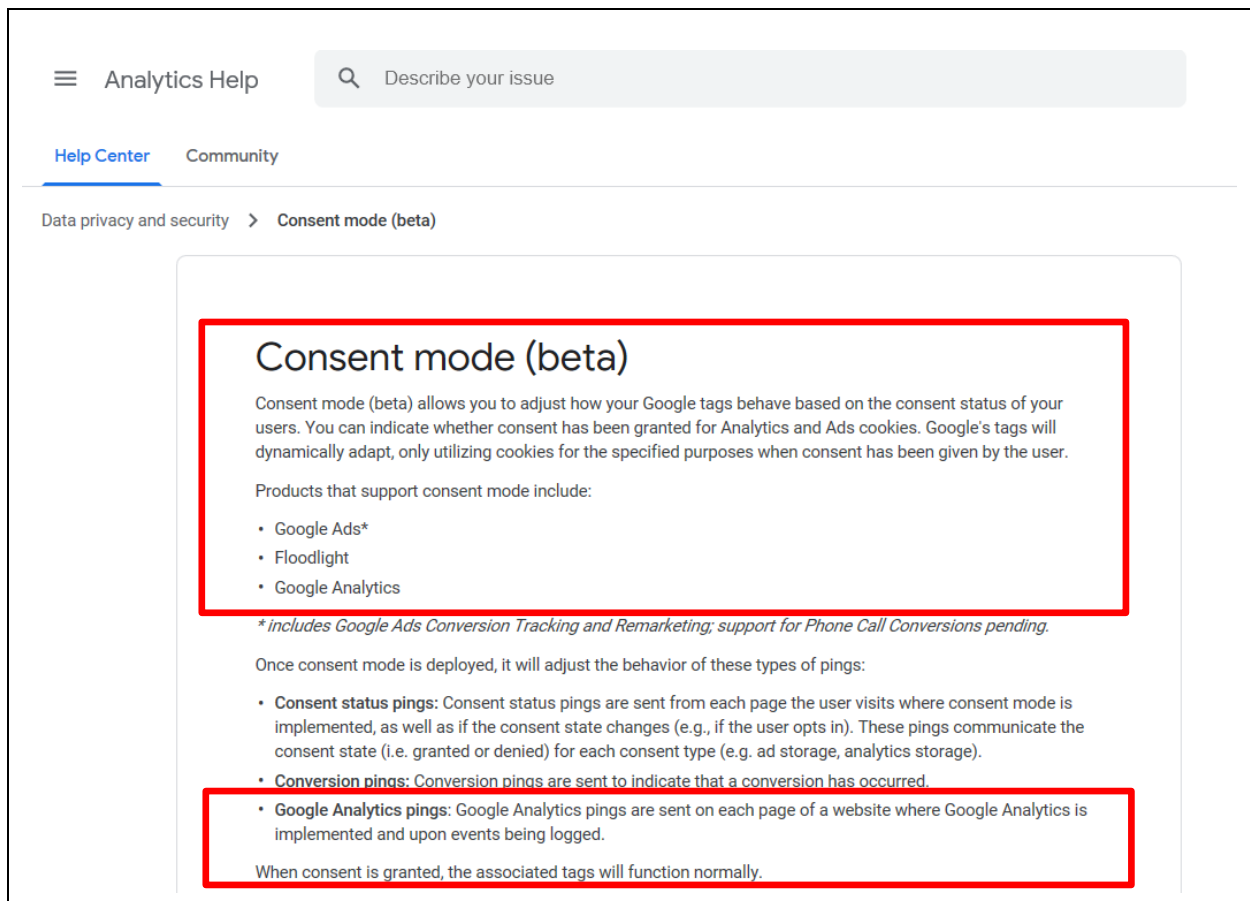 Analytics Help
Describe your issue
Help Center Community
Data privacy and security > Consent mode (beta)
Consent mode (beta)
Consent mode (beta) allows you to adjust how your Google tags behave based on the consent status of your
users. You can indicate whether consent has been granted for Analytics and Ads cookies. Google's tags will
dynamically adapt, only utilizing cookies for the specified purposes when consent has been given by the user.
Products that support consent mode include:
• Google Ads*
• Floodlight
• Google Analytics
* includes Google Ads Conversion Tracking and Remarketing; support for Phone Call Conversions pending.
Once consent mode is deployed, it will adjust the behavior of these types of pings:
• Consent status pings: Consent status pings are sent from each page the user visits where consent mode is
implemented, as well as if the consent state changes (e.g., if the user opts in). These pings communicate the
consent state (i.e. granted or denied) for each consent type (e.g. ad storage, analytics storage).
• Conversion pings: Conversion pings are sent to indicate that a conversion has occurred.
• Google Analytics pings: Google Analytics pings are sent on each page of a website where Google Analytics is
implemented and upon events being logged.
When consent is granted, the associated tags will function normally.